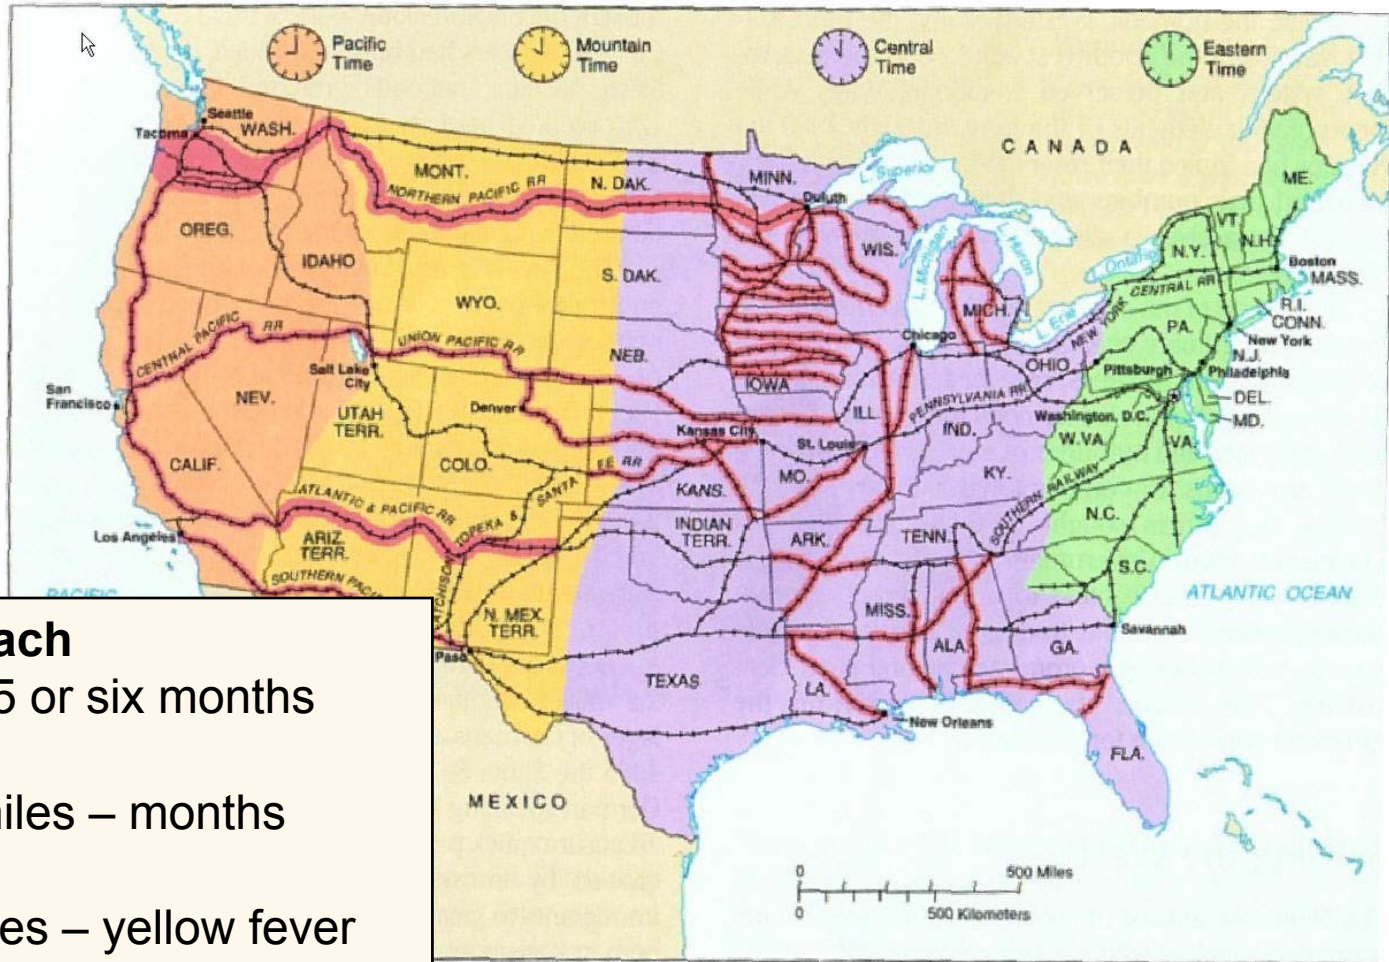 Pacific
Time
Mountain
Time
Central
Time
Eastern
Time
CANADA
Seattle
Tacoma
WASH.
MONT.
NORTHERN PACIFIC RR
N. DAK.
MINN.
Duluth
L. Superior
ME.
OREG.
IDAHO
WYO.
S. DAK.
WIS.
L. Michigan
L. Huron
MICH.
L. Ontario
L. Erie
N.Y.
VT.
N.H.
Boston
MASS.
NEW YORK CENTRAL RR
R.I.
CONN.
New York
CENTRAL PACIFIC RR
UNION PACIFIC RR
NEB.
IOWA
Chicago
OHIO
PA.
Pittsburgh
N.J.
Philadelphia
San
Francisco
NEV.
Salt Lake
City
UTAH
TERR.
Denver
Kansas City
ILL.
PENNSYLVANIA RR
IND.
Washington, D.C.
DEL.
MD.
W.VA.
VA.
CALIF.
COLO.
ATCHISON TOPEKA & SANTA FE RR
KANS.
St. Louis
MO.
KY.
SOUTHERN RAILWAY
N.C.
Los Angeles
ATLANTIC & PACIFIC RR
ARIZ.
TERR.
INDIAN
TERR.
ARK.
TENN.
S.C.
PACIFIC
SOUTHERN PACI
N. MEX.
TERR.
Paso
MISS.
ALA.
GA.
Savannah
ATLANTIC OCEAN
TEXAS
LA.
New Orleans
FLA.
MEXICO
0 500 Miles
0 500 Kilometers
ach
5 or six months
niles – months
es – yellow fever